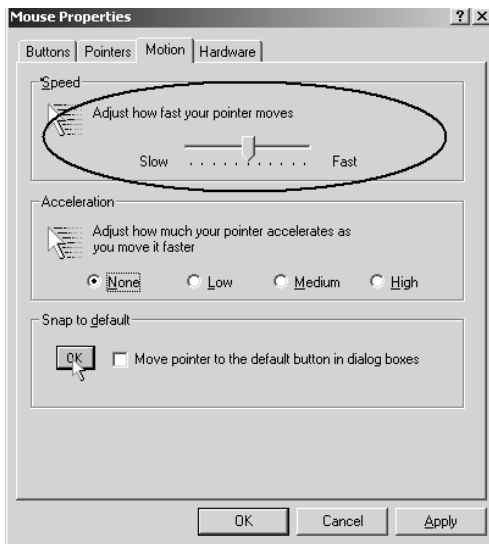 Mouse Properties
? x
Buttons Pointers Motion Hardware
Speed
Adjust how fast your pointer moves
Slow Fast
Acceleration
Adjust how much your pointer accelerates as
you move it faster
None Low Medium High
Snap to default
OK Move pointer to the default button in dialog boxes
OK Cancel Apply